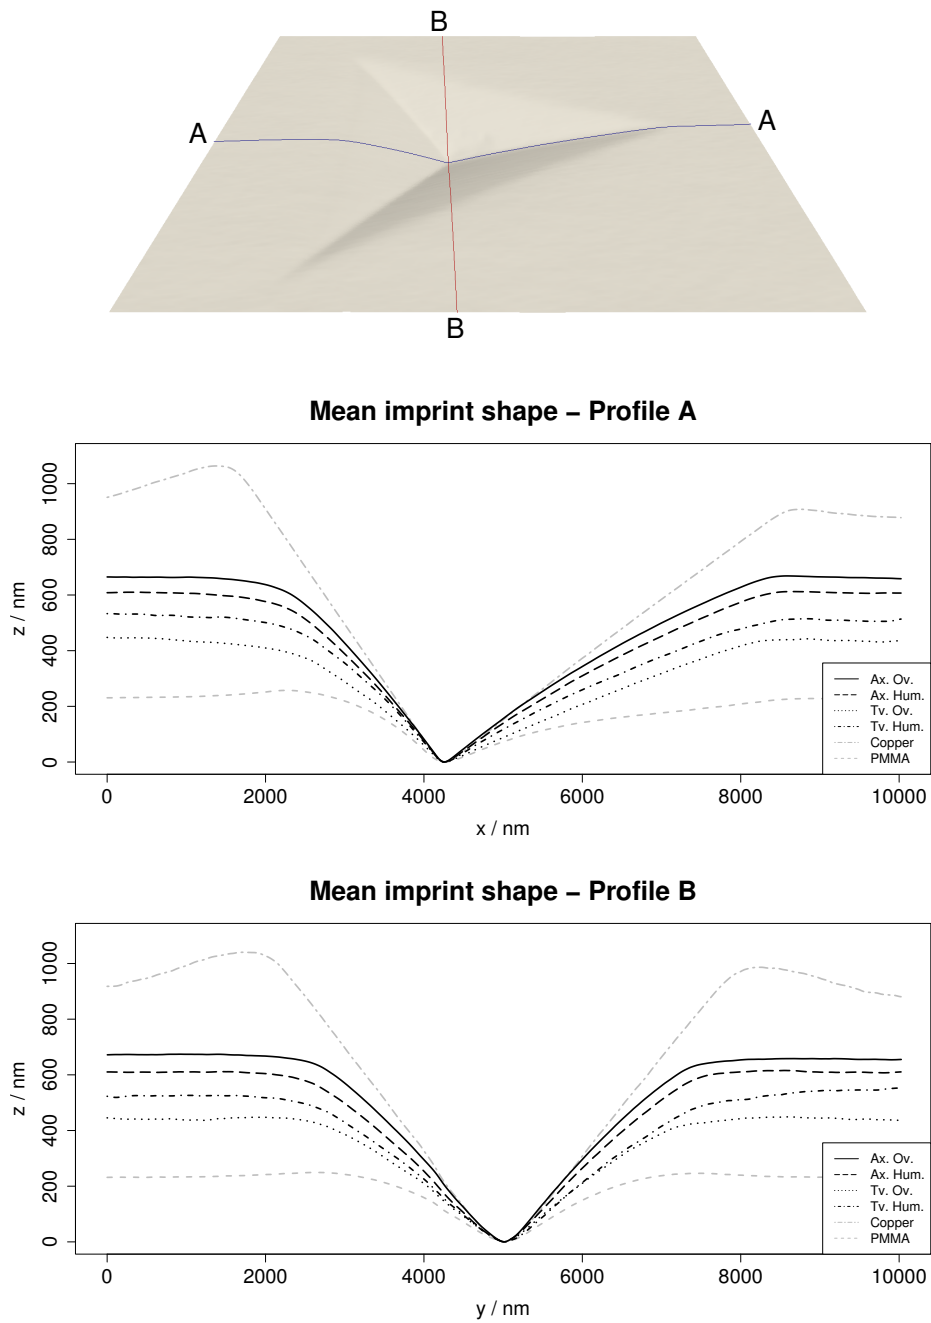 B
A
A
B
Mean imprint shape – Profile A
z / nm
0
200
400
600
800
1000
Ax. Ov.
Ax. Hum.
Tv. Ov.
Tv. Hum.
Copper
PMMA
0 2000 4000 6000 8000 10000
x / nm
Mean imprint shape – Profile B
z / nm
0
200
400
600
800
1000
Ax. Ov.
Ax. Hum.
Tv. Ov.
Tv. Hum.
Copper
PMMA
0 2000 4000 6000 8000 10000
y / nm